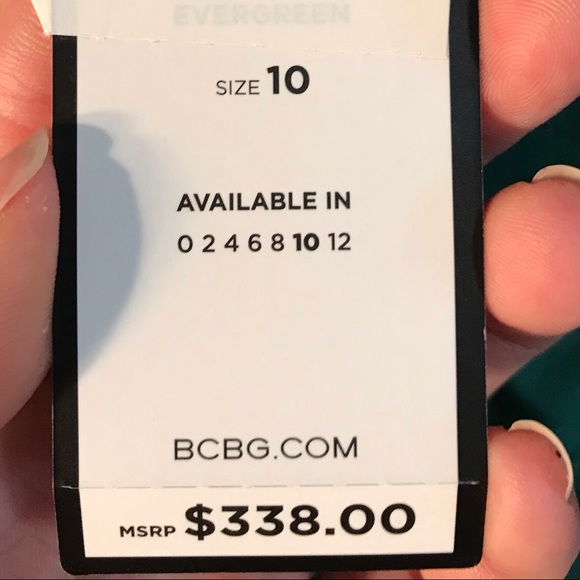 EVERGREEN
SIZE 10
AVAILABLE IN
0 2 4 6 8 10 12
BCBG.COM
MSRP $338.00